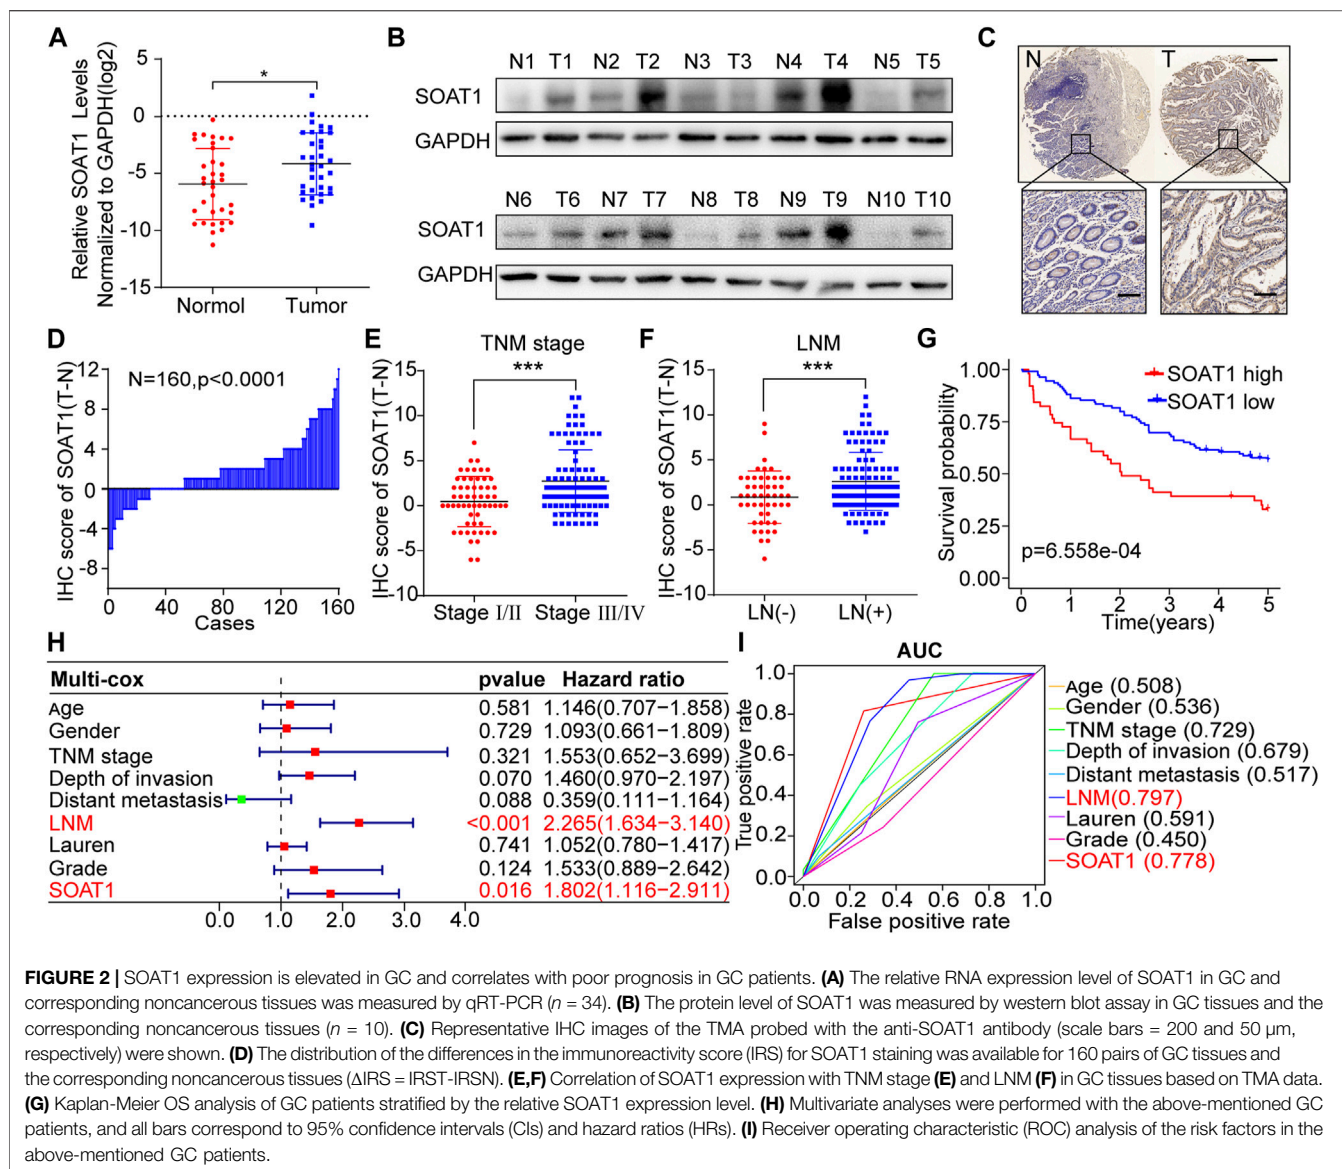 A
Relative SOAT1 Levels
Normalized to GAPDH(log2)
5
0
-5
-10
-15
*
Normol
Tumor
B
N1 T1 N2 T2 N3 T3 N4 T4 N5 T5
SOAT1
GAPDH
N6 T6 N7 T7 N8 T8 N9 T9 N10 T10
SOAT1
GAPDH
C
N
T
D
IHC score of SOAT1(T-N)
12
8
4
0
-4
-8
N=160,p<0.0001
0 40 80 120 160
Cases
E
TNM stage
***
IHC score of SOAT1(T-N)
15
10
5
0
-5
-10
Stage I/II
Stage III/IV
F
LNM
***
IHC score of SOAT1(T-N)
15
10
5
0
-5
-10
LN(-)
LN(+)
G
Survival probability
1.00
0.75
0.50
0.25
0.00
SOAT1 high
SOAT1 low
p=6.558e-04
0 1 2 3 4 5
Time(years)
H
Multi-cox pvalue Hazard ratio
Age 0.581 1.146(0.707−1.858)
Gender 0.729 1.093(0.661−1.809)
TNM stage 0.321 1.553(0.652−3.699)
Depth of invasion 0.070 1.460(0.970−2.197)
Distant metastasis 0.088 0.359(0.111−1.164)
LNM <0.001 2.265(1.634−3.140)
Lauren 0.741 1.052(0.780−1.417)
Grade 0.124 1.533(0.889−2.642)
SOAT1 0.016 1.802(1.116−2.911)
0.0 1.0 2.0 3.0 4.0
I
AUC
True positive rate
1.0
0.8
0.6
0.4
0.2
0.0
0.0 0.2 0.4 0.6 0.8 1.0
False positive rate
Age (0.508)
Gender (0.536)
TNM stage (0.729)
Depth of invasion (0.679)
Distant metastasis (0.517)
LNM(0.797)
Lauren (0.591)
Grade (0.450)
SOAT1 (0.778)
FIGURE 2 | SOAT1 expression is elevated in GC and correlates with poor prognosis in GC patients. (A) The relative RNA expression level of SOAT1 in GC and
corresponding noncancerous tissues was measured by qRT-PCR (n = 34). (B) The protein level of SOAT1 was measured by western blot assay in GC tissues and the
corresponding noncancerous tissues (n = 10). (C) Representative IHC images of the TMA probed with the anti-SOAT1 antibody (scale bars = 200 and 50 µm,
respectively) were shown. (D) The distribution of the differences in the immunoreactivity score (IRS) for SOAT1 staining was available for 160 pairs of GC tissues and
the corresponding noncancerous tissues (ΔIRS = IRST-IRSN). (E,F) Correlation of SOAT1 expression with TNM stage (E) and LNM (F) in GC tissues based on TMA data.
(G) Kaplan-Meier OS analysis of GC patients stratified by the relative SOAT1 expression level. (H) Multivariate analyses were performed with the above-mentioned GC
patients, and all bars correspond to 95% confidence intervals (CIs) and hazard ratios (HRs). (I) Receiver operating characteristic (ROC) analysis of the risk factors in the
above-mentioned GC patients.